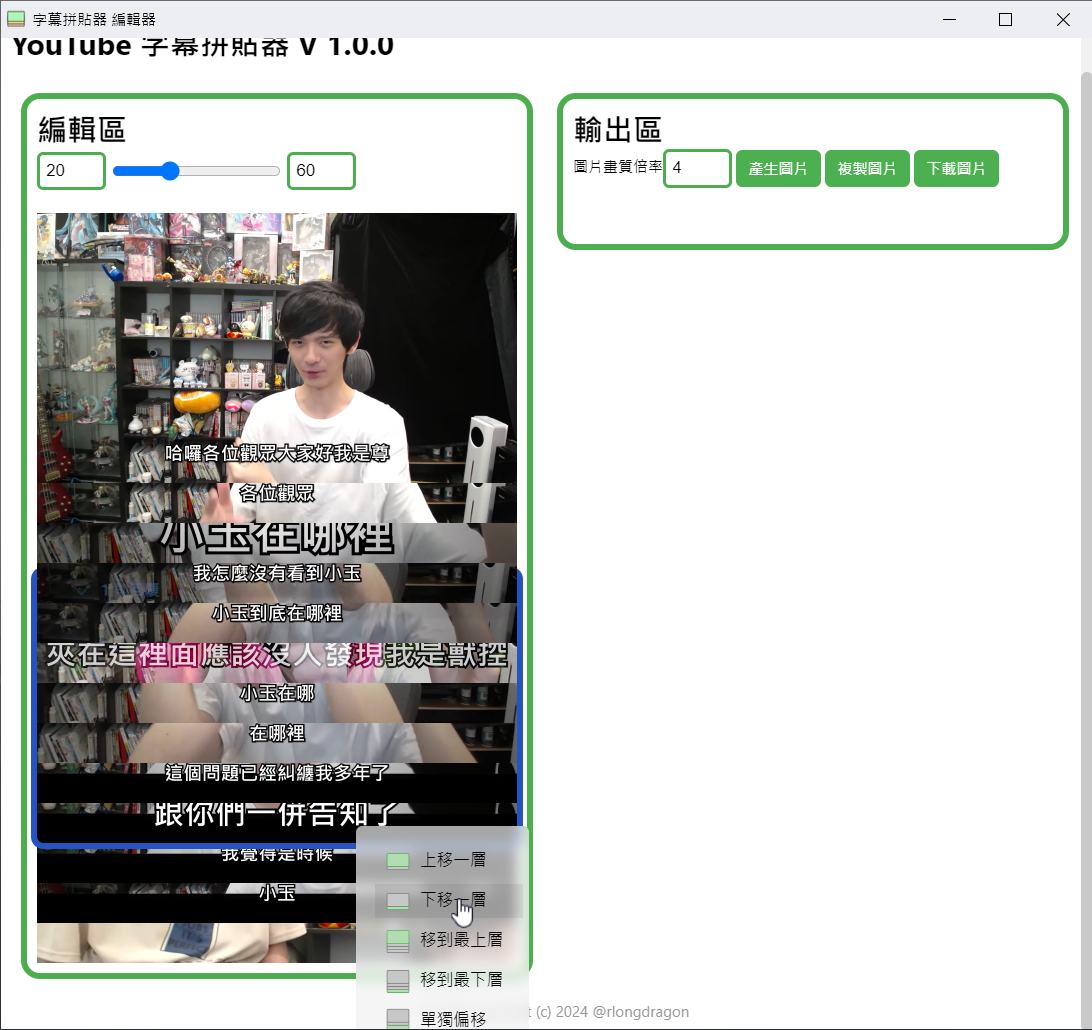 字幕拼貼器 編輯器
YouTube 字幕拼貼器 V 1.0.0
編輯區
20
60
哈囉各位觀眾大家好我是尊
各位觀眾
小玉在哪裡
我怎麼沒有看到小玉
小玉到底在哪裡
夾在這裡面應該沒人發現我是獸控
小玉在哪
在哪裡
這個問題已經糾纏我多年了
跟你們一併告知了
我覺得是時候
小玉
上移一層
下移一層
移到最上層
移到最下層
單獨偏移
輸出區
圖片畫質倍率
4
產生圖片
複製圖片
下載圖片
t (c) 2024 @rlongdragon